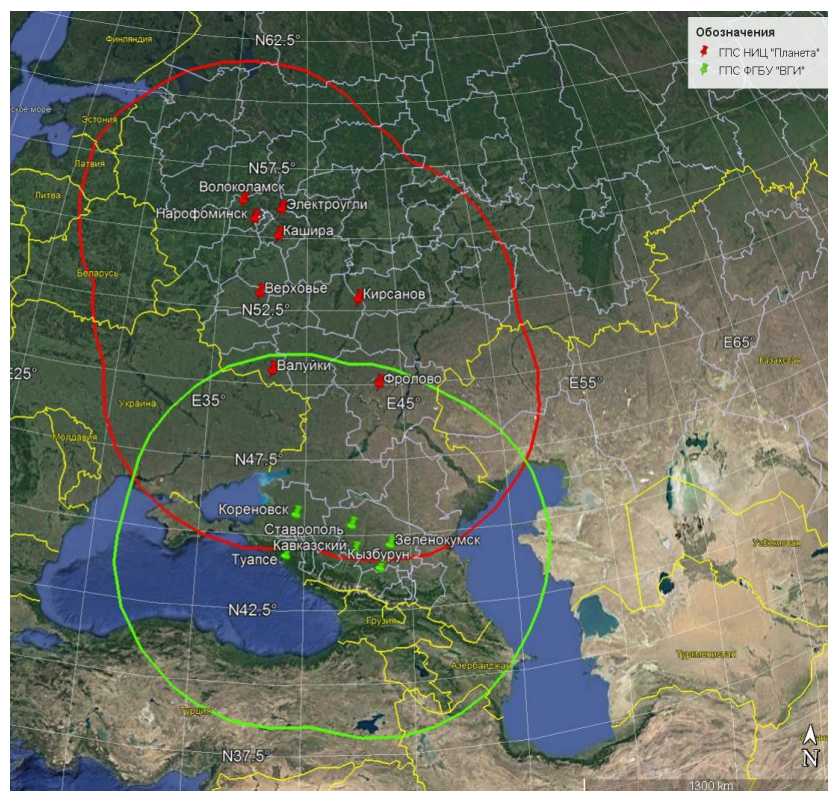 Обозначения
ГПС НИЦ "Планета"
ГПС ФГБУ "ВГИ"
Финляндия
N62.5°
ское море
Эстония
Латвия
N57.5°
Литва
Волоколамск
Электроугли
Нарофоминск
Кашира
Беларусь
Верховье
Кирсанов
N52.5°
E65°
Казахстан
Валуйки
E25°
Фролово
E55°
E35°
E45°
Украина
Молдавия
N47.5°
Кореновск
Ставрополь
Зеленокумск
Кавказский
Кызбурун
Туапсе
Узбекистан
N42.5°
Грузия
Туркменистан
Азербайджан
Турция
N37.5°
N
1300 km